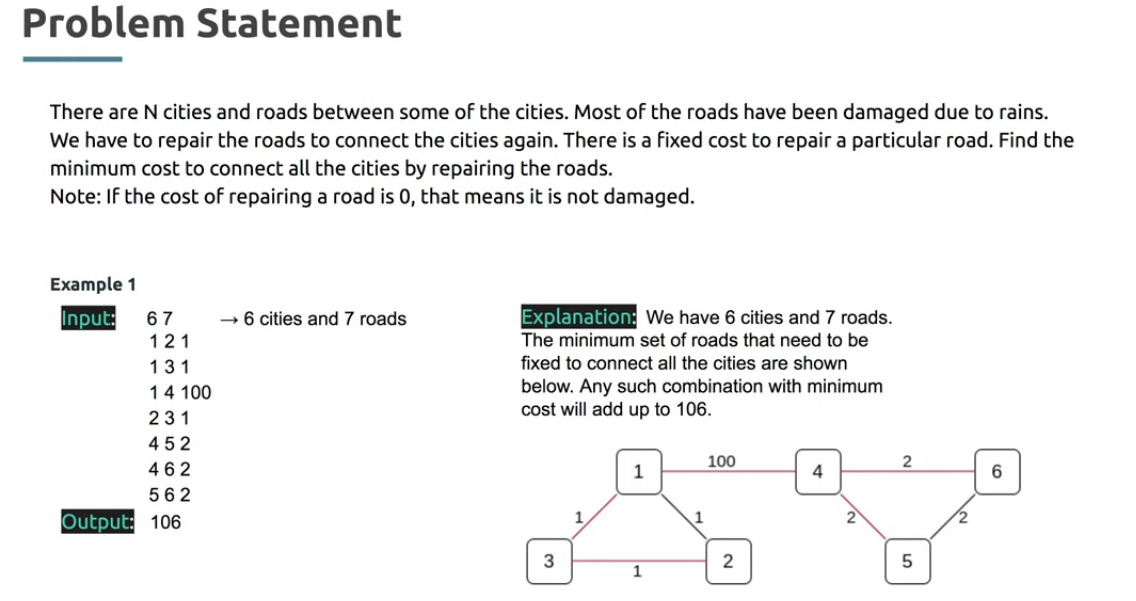 Problem Statement
There are N cities and roads between some of the cities. Most of the roads have been damaged due to rains.
We have to repair the roads to connect the cities again. There is a fixed cost to repair a particular road. Find the
minimum cost to connect all the cities by repairing the roads.
Note: If the cost of repairing a road is 0, that means it is not damaged.
Example 1
Input: 6 7 → 6 cities and 7 roads
1 2 1
1 3 1
1 4 100
2 3 1
4 5 2
4 6 2
5 6 2
Output: 106
Explanation: We have 6 cities and 7 roads.
The minimum set of roads that need to be
fixed to connect all the cities are shown
below. Any such combination with minimum
cost will add up to 106.
1 100 4 2 6
1 1 2 2
3 1 2 5